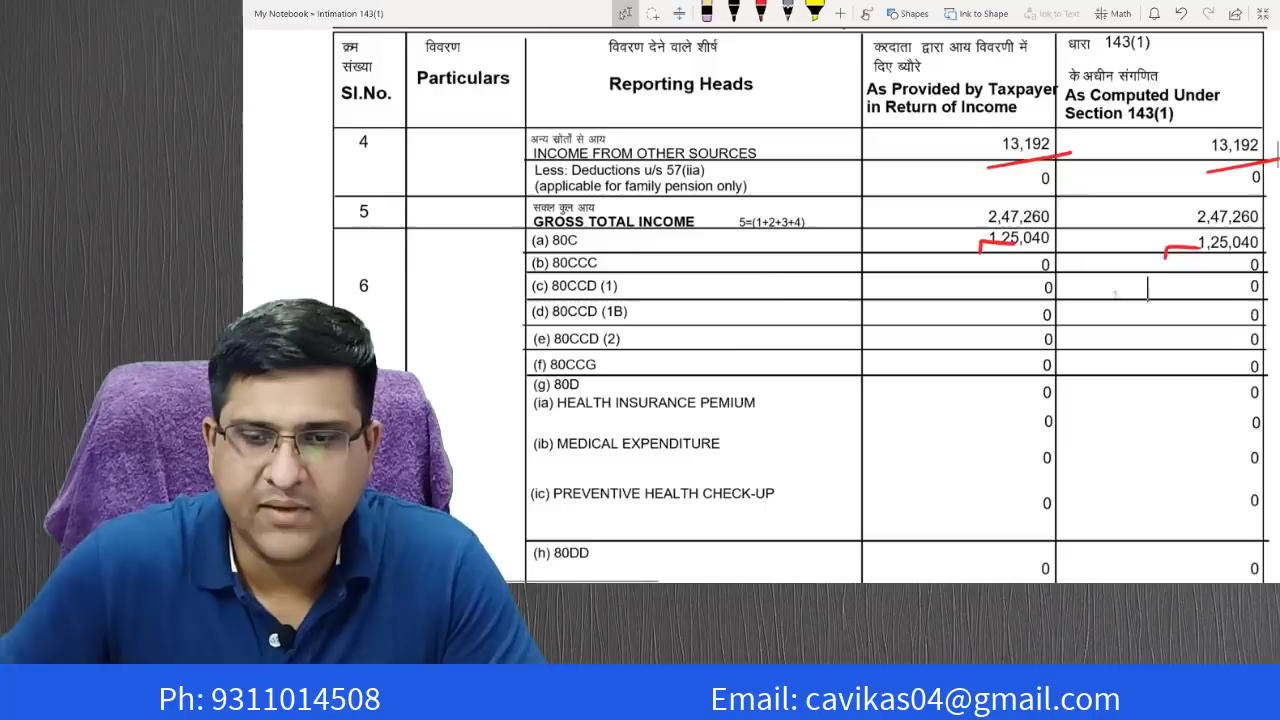 My Notebook » Intimation 143(1)
Shapes Ink to Shape Ink to Text Math
क्रम संख्या Sl.No.
विवरण Particulars
विवरण देने वाले शीर्ष Reporting Heads
करदाता द्वारा आय विवरणी में दिए ब्यौरे As Provided by Taxpayer in Return of Income
धारा 143(1) के अधीन संगणित As Computed Under Section 143(1)
4
अन्य स्रोतों से आय
INCOME FROM OTHER SOURCES 13,192 13,192
Less: Deductions u/s 57(iia)
(applicable for family pension only) 0 0
5
सकल कुल आय
GROSS TOTAL INCOME 5=(1+2+3+4) 2,47,260 2,47,260
6
(a) 80C 1,25,040 1,25,040
(b) 80CCC 0 0
(c) 80CCD (1) 0 0
(d) 80CCD (1B) 0 0
(e) 80CCD (2) 0 0
(f) 80CCG 0 0
(g) 80D 0 0
(ia) HEALTH INSURANCE PEMIUM 0 0
(ib) MEDICAL EXPENDITURE 0 0
(ic) PREVENTIVE HEALTH CHECK-UP 0 0
(h) 80DD 0 0
Ph: 9311014508 Email: cavikas04@gmail.com